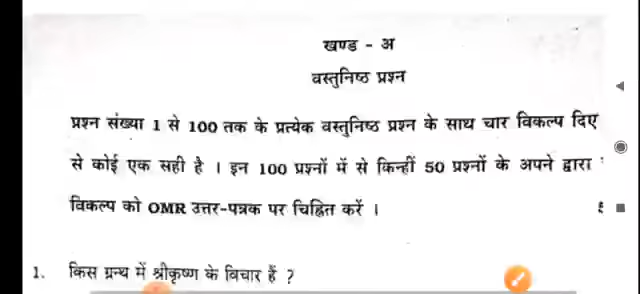 खण्ड - अ
वस्तुनिष्ठ प्रश्न
प्रश्न संख्या 1 से 100 तक के प्रत्येक वस्तुनिष्ठ प्रश्न के साथ चार विकल्प दिए
से कोई एक सही है । इन 100 प्रश्नों में से किन्हीं 50 प्रश्नों के अपने द्वारा
विकल्प को OMR उत्तर-पत्रक पर चिह्नित करें ।
1. किस ग्रन्थ में श्रीकृष्ण के विचार हैं ?